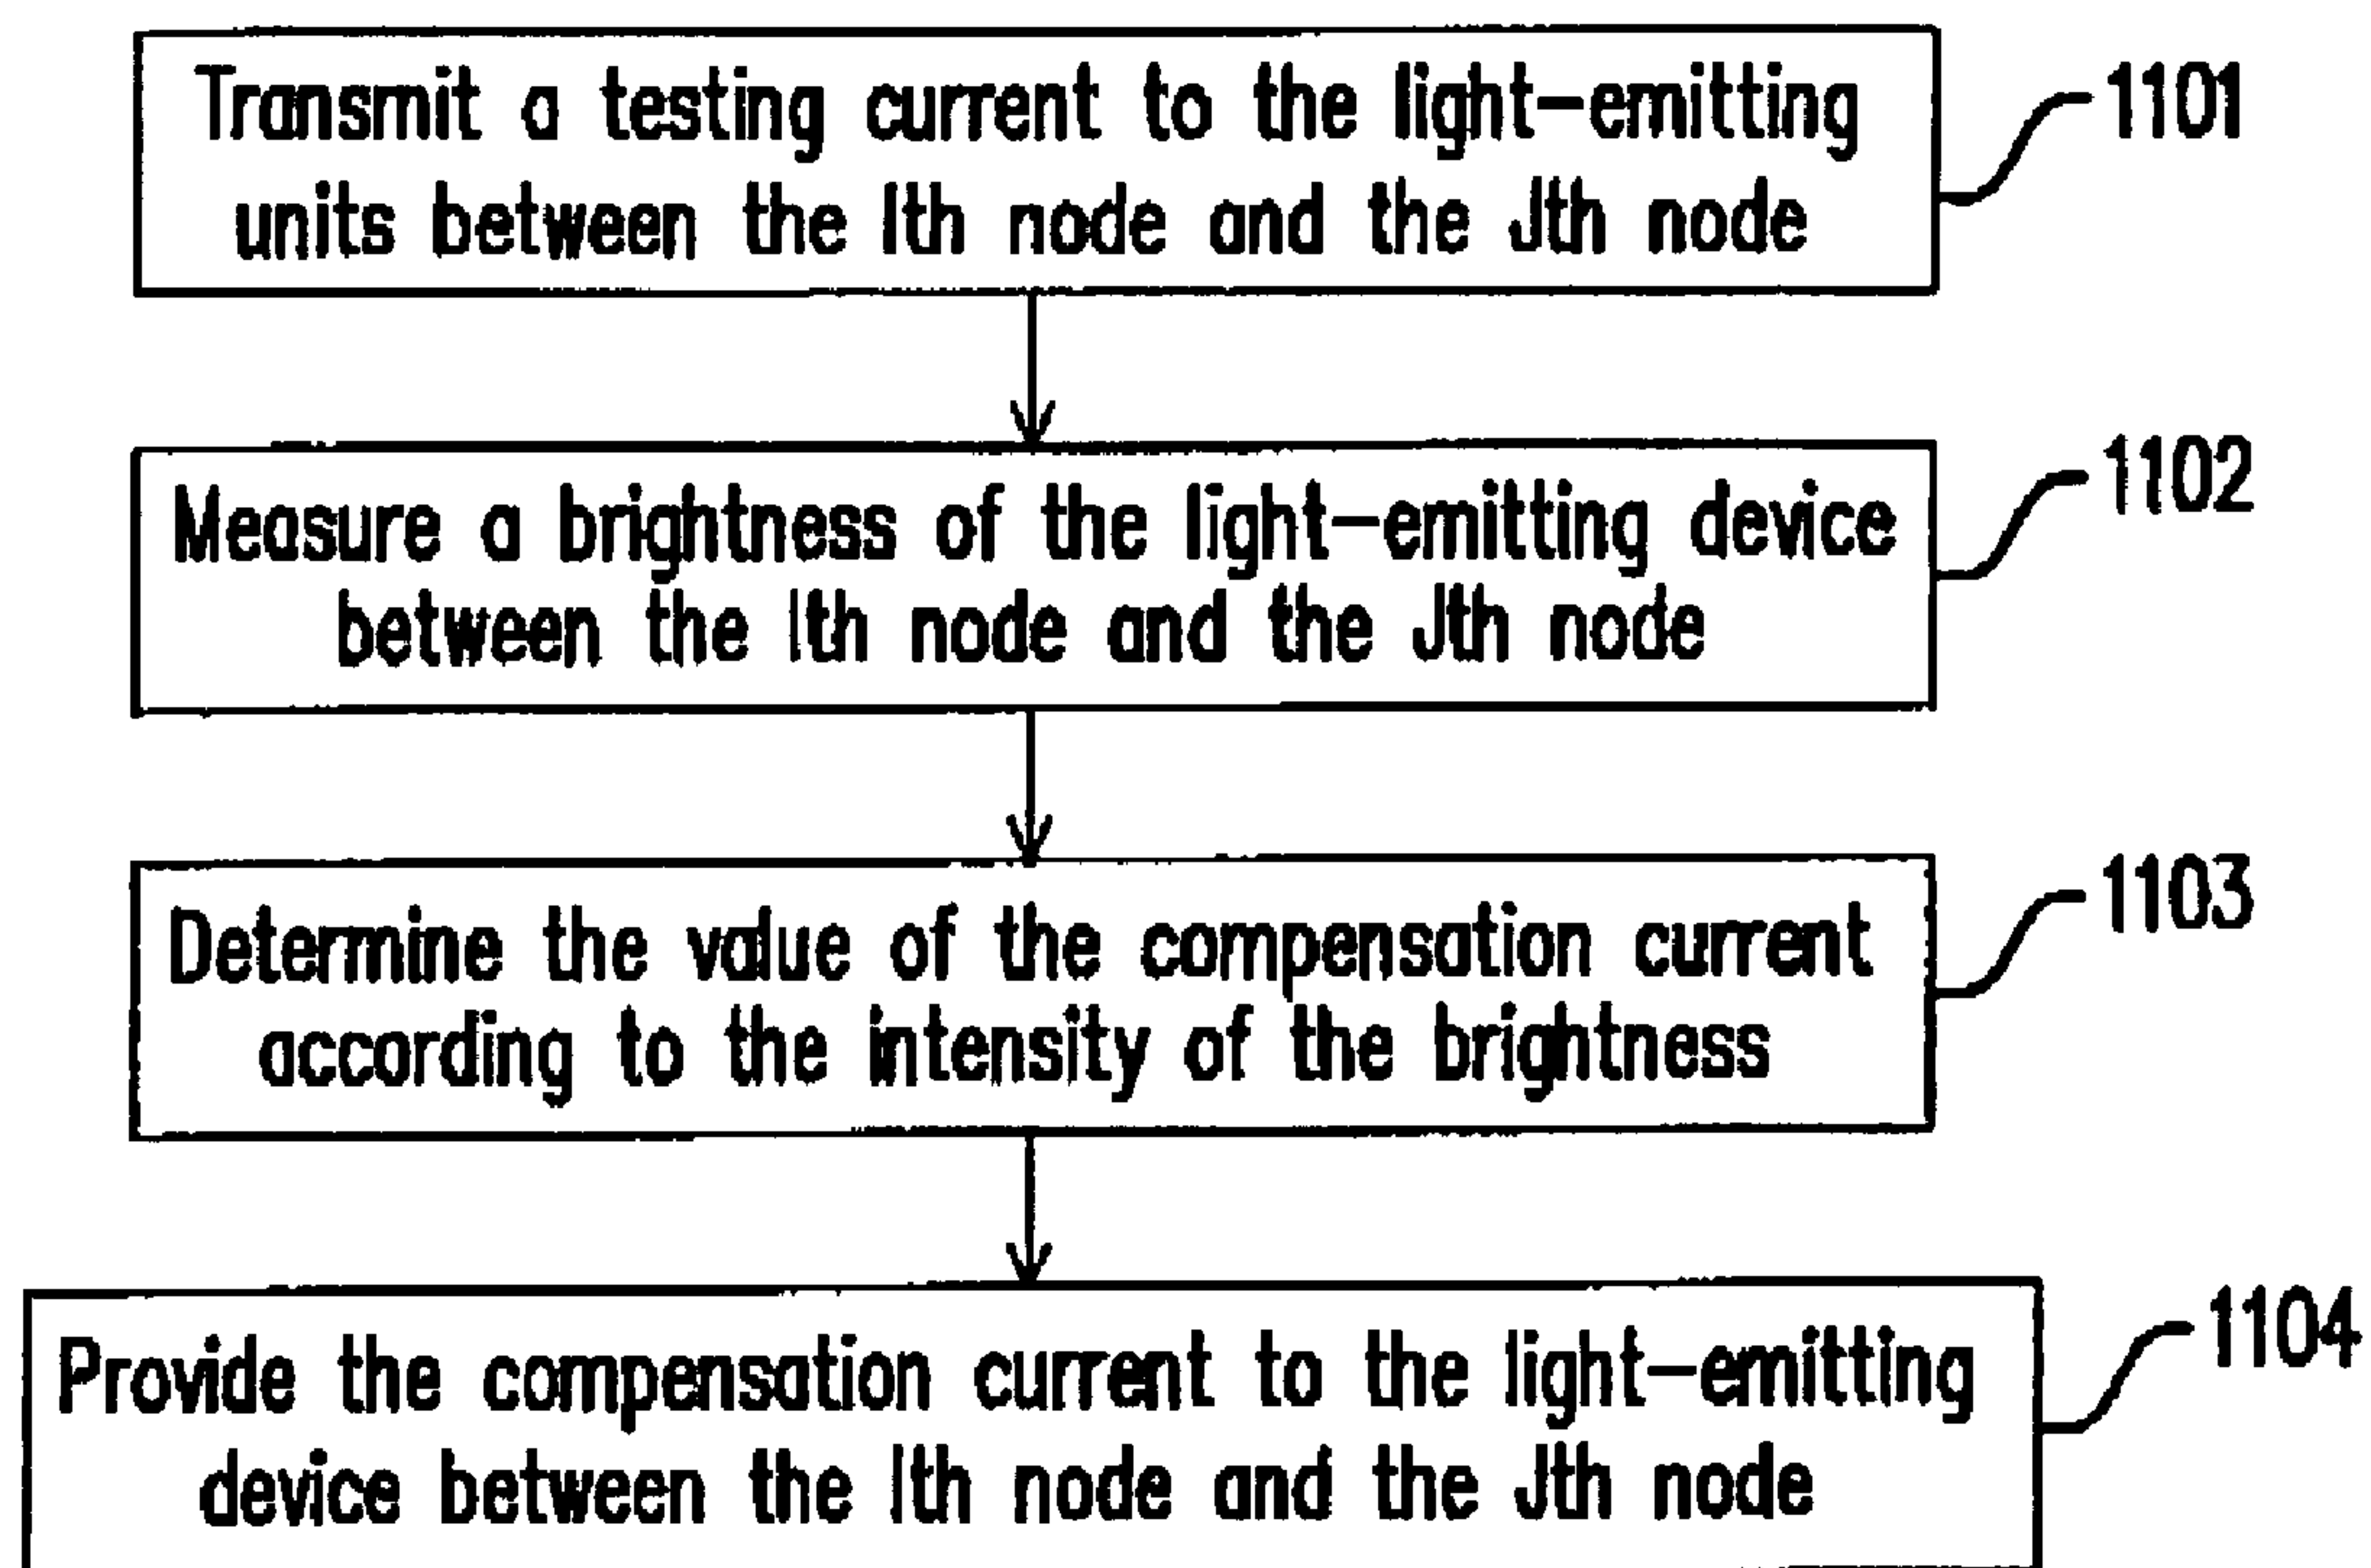 Transmit a testing current to the light-emitting
units between the Ith node and the Jth node
1101
Measure a brightness of the light-emitting device
between the Ith node and the Jth node
1102
Determine the value of the compensation current
according to the intensity of the brightness
1103
Provide the compensation current to the light-emitting
device between the Ith node and the Jth node
1104